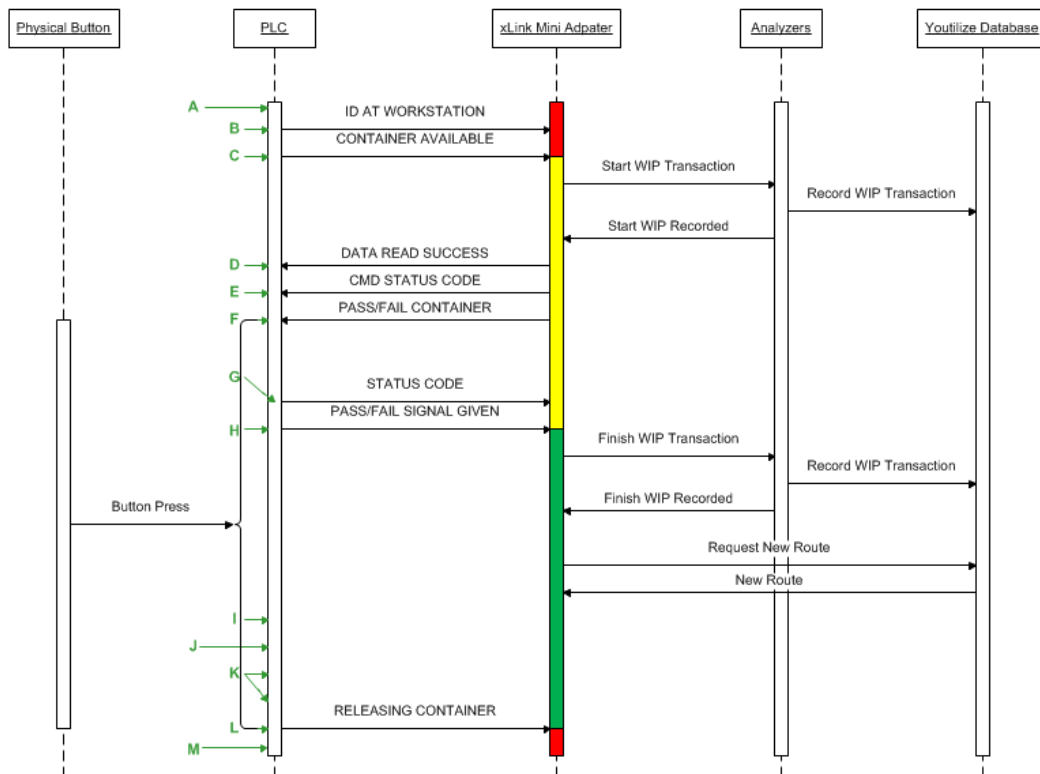 Physical Button
PLC
xLink Mini Adpater
Analyzers
Youtilize Database
A
ID AT WORKSTATION
B
CONTAINER AVAILABLE
C
Start WIP Transaction
Record WIP Transaction
Start WIP Recorded
DATA READ SUCCESS
D
CMD STATUS CODE
E
PASS/FAIL CONTAINER
F
G
STATUS CODE
PASS/FAIL SIGNAL GIVEN
H
Finish WIP Transaction
Record WIP Transaction
Finish WIP Recorded
Button Press
Request New Route
New Route
I
J
K
RELEASING CONTAINER
L
M